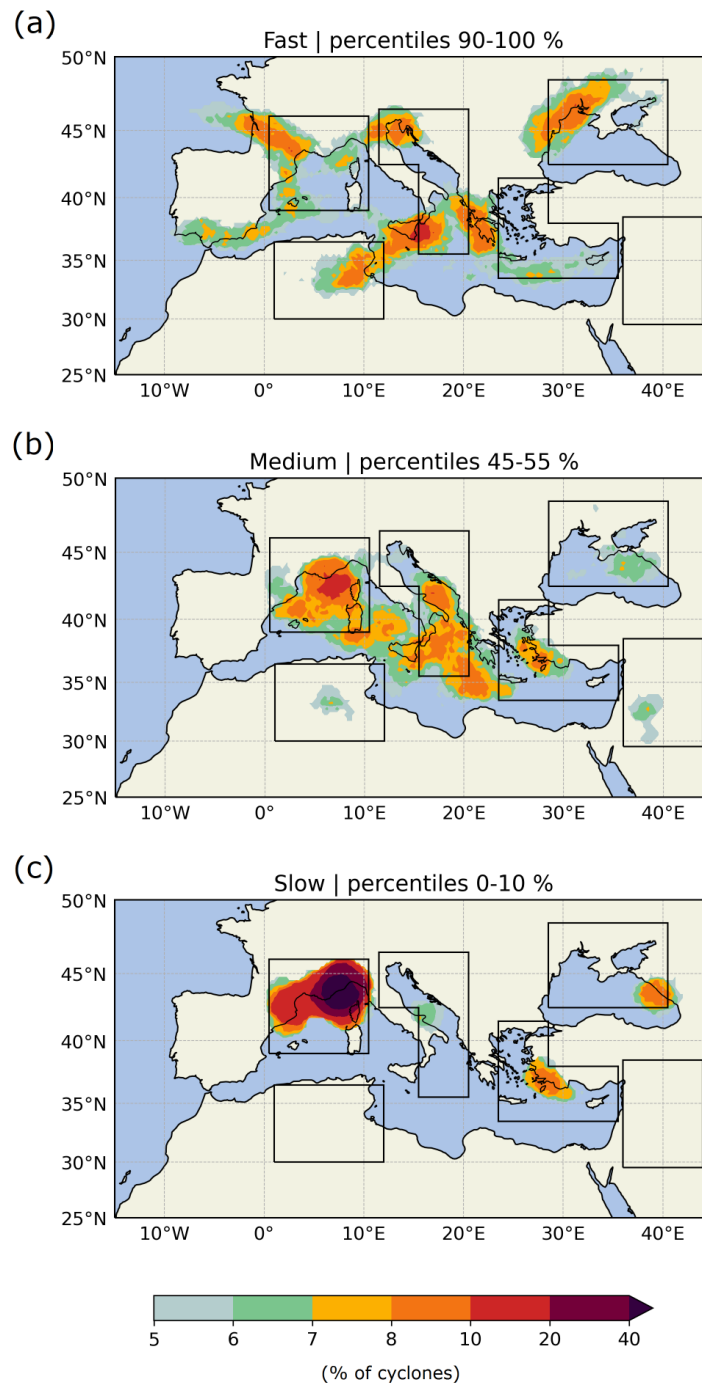 (a)
Fast | percentiles 90-100 %
50°N
45°N
40°N
35°N
30°N
25°N
10°W 0° 10°E 20°E 30°E 40°E
(b)
Medium | percentiles 45-55 %
50°N
45°N
40°N
35°N
30°N
25°N
10°W 0° 10°E 20°E 30°E 40°E
(c)
Slow | percentiles 0-10 %
50°N
45°N
40°N
35°N
30°N
25°N
10°W 0° 10°E 20°E 30°E 40°E
5 6 7 8 10 20 40
(% of cyclones)